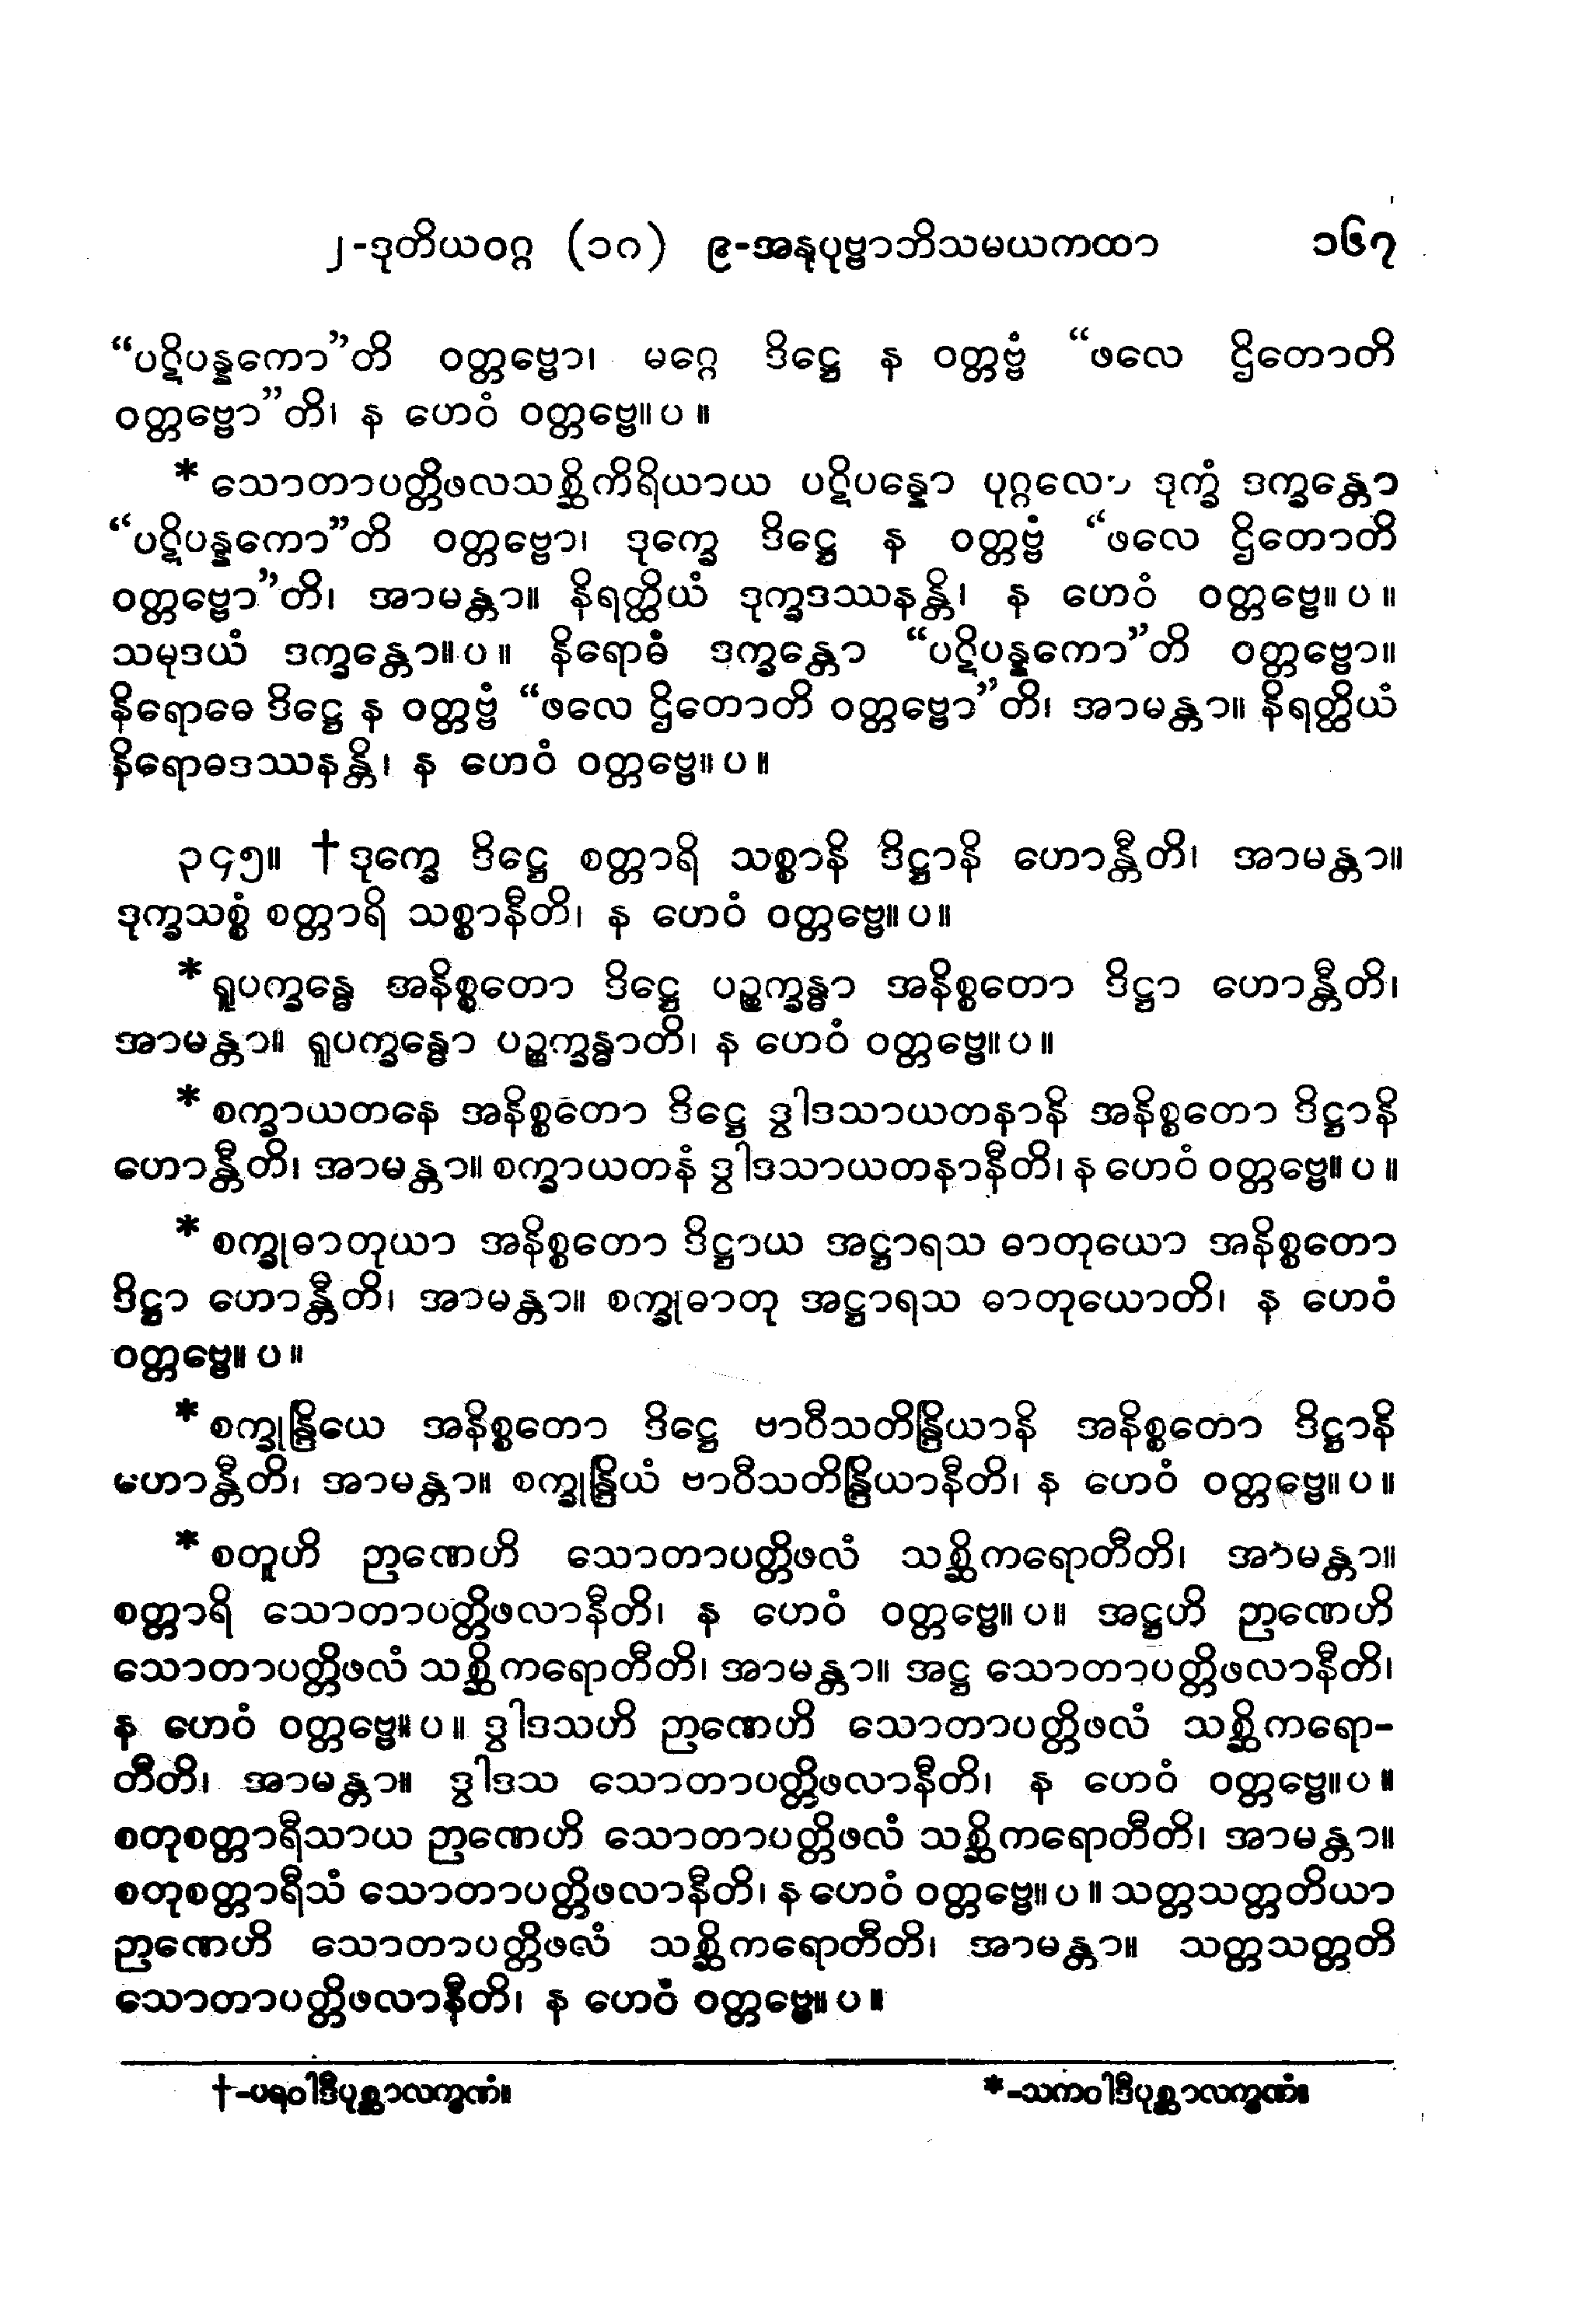 ၂-ဒုတိယဝဂ္ဂ (၁၈) ၉-အနုပုဗ္ဗာဘိသမယကထာ ၁၆၇
“ပဋိပန္နကော”တိ ဝတ္တဗ္ဗော၊ မဂ္ဂေ ဒိဋ္ဌေ န ဝတ္တဗ္ဗံ “ဖလေ ဌိတောတိ
ဝတ္တဗ္ဗော”တိ၊ န ဟေဝံ ဝတ္တဗ္ဗေ။ပ။
* သောတာပတ္တိဖလသစ္ဆိကိရိယာယ ပဋိပန္နော ပုဂ္ဂလော ဒုက္ခံ ဒက္ခန္တော
“ပဋိပန္နကော”တိ ဝတ္တဗ္ဗော၊ ဒုက္ခေ ဒိဋ္ဌေ န ဝတ္တဗ္ဗံ “ဖလေ ဌိတောတိ
ဝတ္တဗ္ဗော”တိ၊ အာမန္တာ။ နိရတ္ထိယံ ဒုက္ခဒဿနန္တိ၊ န ဟေဝံ ဝတ္တဗ္ဗေ။ပ။
သမုဒယံ ဒက္ခန္တော။ပ။ နိရောဓံ ဒက္ခန္တော “ပဋိပန္နကော”တိ ဝတ္တဗ္ဗော။
နိရောဓေ ဒိဋ္ဌေ န ဝတ္တဗ္ဗံ “ဖလေ ဌိတောတိ ဝတ္တဗ္ဗော”တိ၊ အာမန္တာ။ နိရတ္ထိယံ
နိရောဓဒဿနန္တိ၊ န ဟေဝံ ဝတ္တဗ္ဗေ။ပ။
၃၄၅။ † ဒုက္ခေ ဒိဋ္ဌေ စတ္တာရိ သစ္စာနိ ဒိဋ္ဌာနိ ဟောန္တီတိ၊ အာမန္တာ။
ဒုက္ခသစ္စံ စတ္တာရိ သစ္စာနီတိ၊ န ဟေဝံ ဝတ္တဗ္ဗေ။ပ။
* ရူပက္ခန္ဓေ အနိစ္စတော ဒိဋ္ဌေ ပဉ္စက္ခန္ဓာ အနိစ္စတော ဒိဋ္ဌာ ဟောန္တီတိ၊
အာမန္တာ။ ရူပက္ခန္ဓော ပဉ္စက္ခန္ဓာတိ၊ န ဟေဝံ ဝတ္တဗ္ဗေ။ပ။
* စက္ခာယတနေ အနိစ္စတော ဒိဋ္ဌေ ဒွါဒသာယတနာနိ အနိစ္စတော ဒိဋ္ဌာနိ
ဟောန္တီတိ၊ အာမန္တာ။ စက္ခာယတနံ ဒွါဒသာယတနာနီတိ၊ န ဟေဝံ ဝတ္တဗ္ဗေ။ပ။
* စက္ခုဓာတုယာ အနိစ္စတော ဒိဋ္ဌာယ အဋ္ဌာရသ ဓာတုယော အနိစ္စတော
ဒိဋ္ဌာ ဟောန္တီတိ၊ အာမန္တာ။ စက္ခုဓာတု အဋ္ဌာရသ ဓာတုယောတိ၊ န ဟေဝံ
ဝတ္တဗ္ဗေ။ပ။
* စက္ခုန္ဒြိယေ အနိစ္စတော ဒိဋ္ဌေ ဗာဝီသတိန္ဒြိယာနိ အနိစ္စတော ဒိဋ္ဌာနိ
ဟောန္တီတိ၊ အာမန္တာ။ စက္ခုန္ဒြိယံ ဗာဝီသတိန္ဒြိယာနီတိ၊ န ဟေဝံ ဝတ္တဗ္ဗေ။ပ။
* စတူဟိ ဉာဏေဟိ သောတာပတ္တိဖလံ သစ္ဆိကရောတီတိ၊ အာမန္တာ။
စတ္တာရိ သောတာပတ္တိဖလာနီတိ၊ န ဟေဝံ ဝတ္တဗ္ဗေ။ပ။ အဋ္ဌဟိ ဉာဏေဟိ
သောတာပတ္တိဖလံ သစ္ဆိကရောတီတိ၊ အာမန္တာ။ အဋ္ဌ သောတာပတ္တိဖလာနီတိ၊
န ဟေဝံ ဝတ္တဗ္ဗေ။ပ။ ဒွါဒသဟိ ဉာဏေဟိ သောတာပတ္တိဖလံ သစ္ဆိကရော-
တီတိ၊ အာမန္တာ။ ဒွါဒသ သောတာပတ္တိဖလာနီတိ၊ န ဟေဝံ ဝတ္တဗ္ဗေ။ပ။
စတုစတ္တာရီသာယ ဉာဏေဟိ သောတာပတ္တိဖလံ သစ္ဆိကရောတီတိ၊ အာမန္တာ။
စတုစတ္တာရီသံ သောတာပတ္တိဖလာနီတိ၊ န ဟေဝံ ဝတ္တဗ္ဗေ။ပ။ သတ္တသတ္တတိယာ
ဉာဏေဟိ သောတာပတ္တိဖလံ သစ္ဆိကရောတီတိ၊ အာမန္တာ။ သတ္တသတ္တတိ
သောတာပတ္တိဖလာနီတိ၊ န ဟေဝံ ဝတ္တဗ္ဗေ။ပ။
†-ပရဝါဒီပုစ္ဆာလက္ခဏံ။ *-သကဝါဒီပုစ္ဆာလက္ခဏံ။